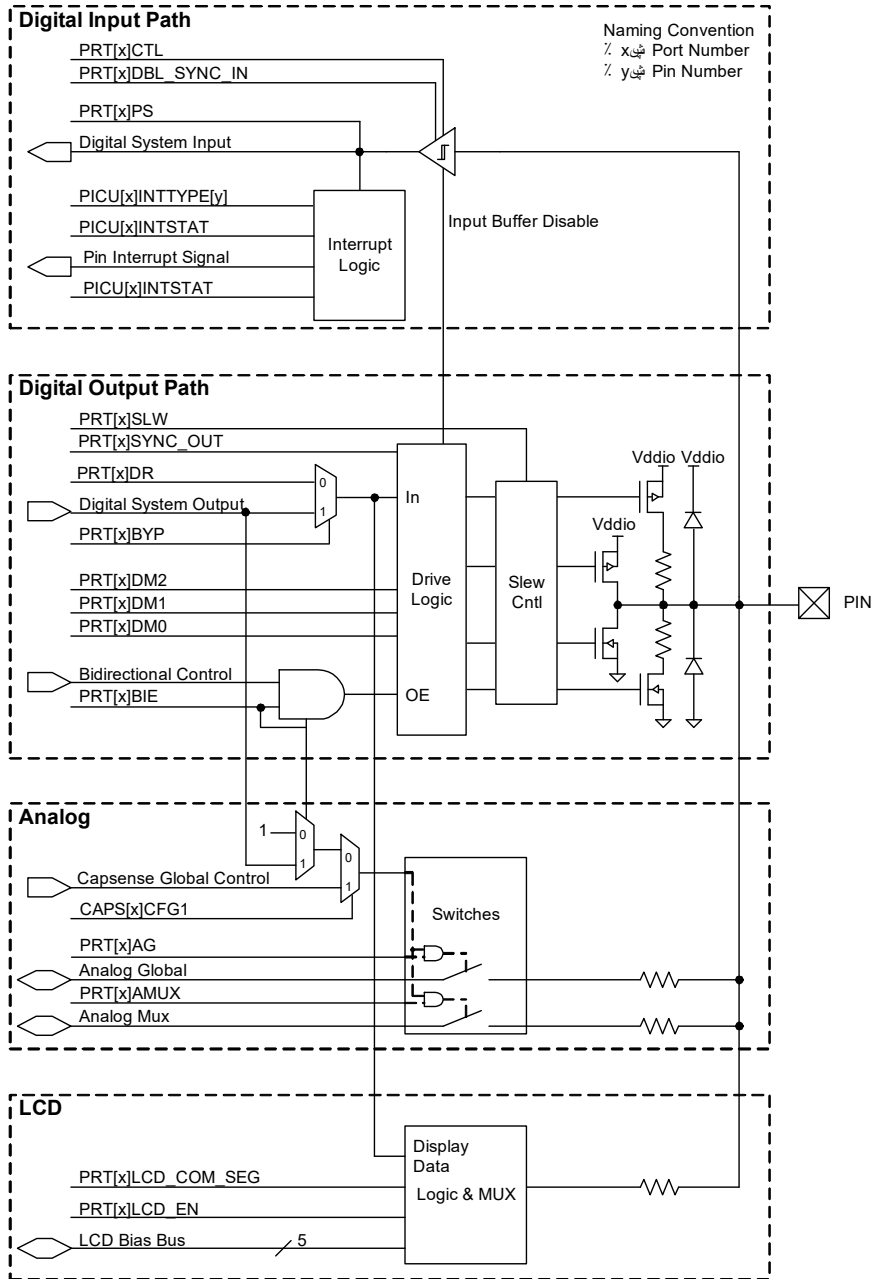 Digital Input Path
Naming Convention
x Port Number
y Pin Number
PRT[x]CTL
PRT[x]DBL_SYNC_IN
PRT[x]PS
Digital System Input
PICU[x]INTTYPE[y]
PICU[x]INTSTAT
Pin Interrupt Signal
PICU[x]INTSTAT
Interrupt
Logic
Input Buffer Disable
Digital Output Path
PRT[x]SLW
PRT[x]SYNC_OUT
PRT[x]DR
Digital System Output
PRT[x]BYP
0
1
PRT[x]DM2
PRT[x]DM1
PRT[x]DM0
Bidirectional Control
PRT[x]BIE
In
Drive
Logic
OE
Slew
Cntl
Vddio Vddio
Vddio
PIN
Analog
1
0
1
0
1
Capsense Global Control
CAPS[x]CFG1
Switches
PRT[x]AG
Analog Global
PRT[x]AMUX
Analog Mux
LCD
Display
Data
Logic & MUX
PRT[x]LCD_COM_SEG
PRT[x]LCD_EN
LCD Bias Bus
5